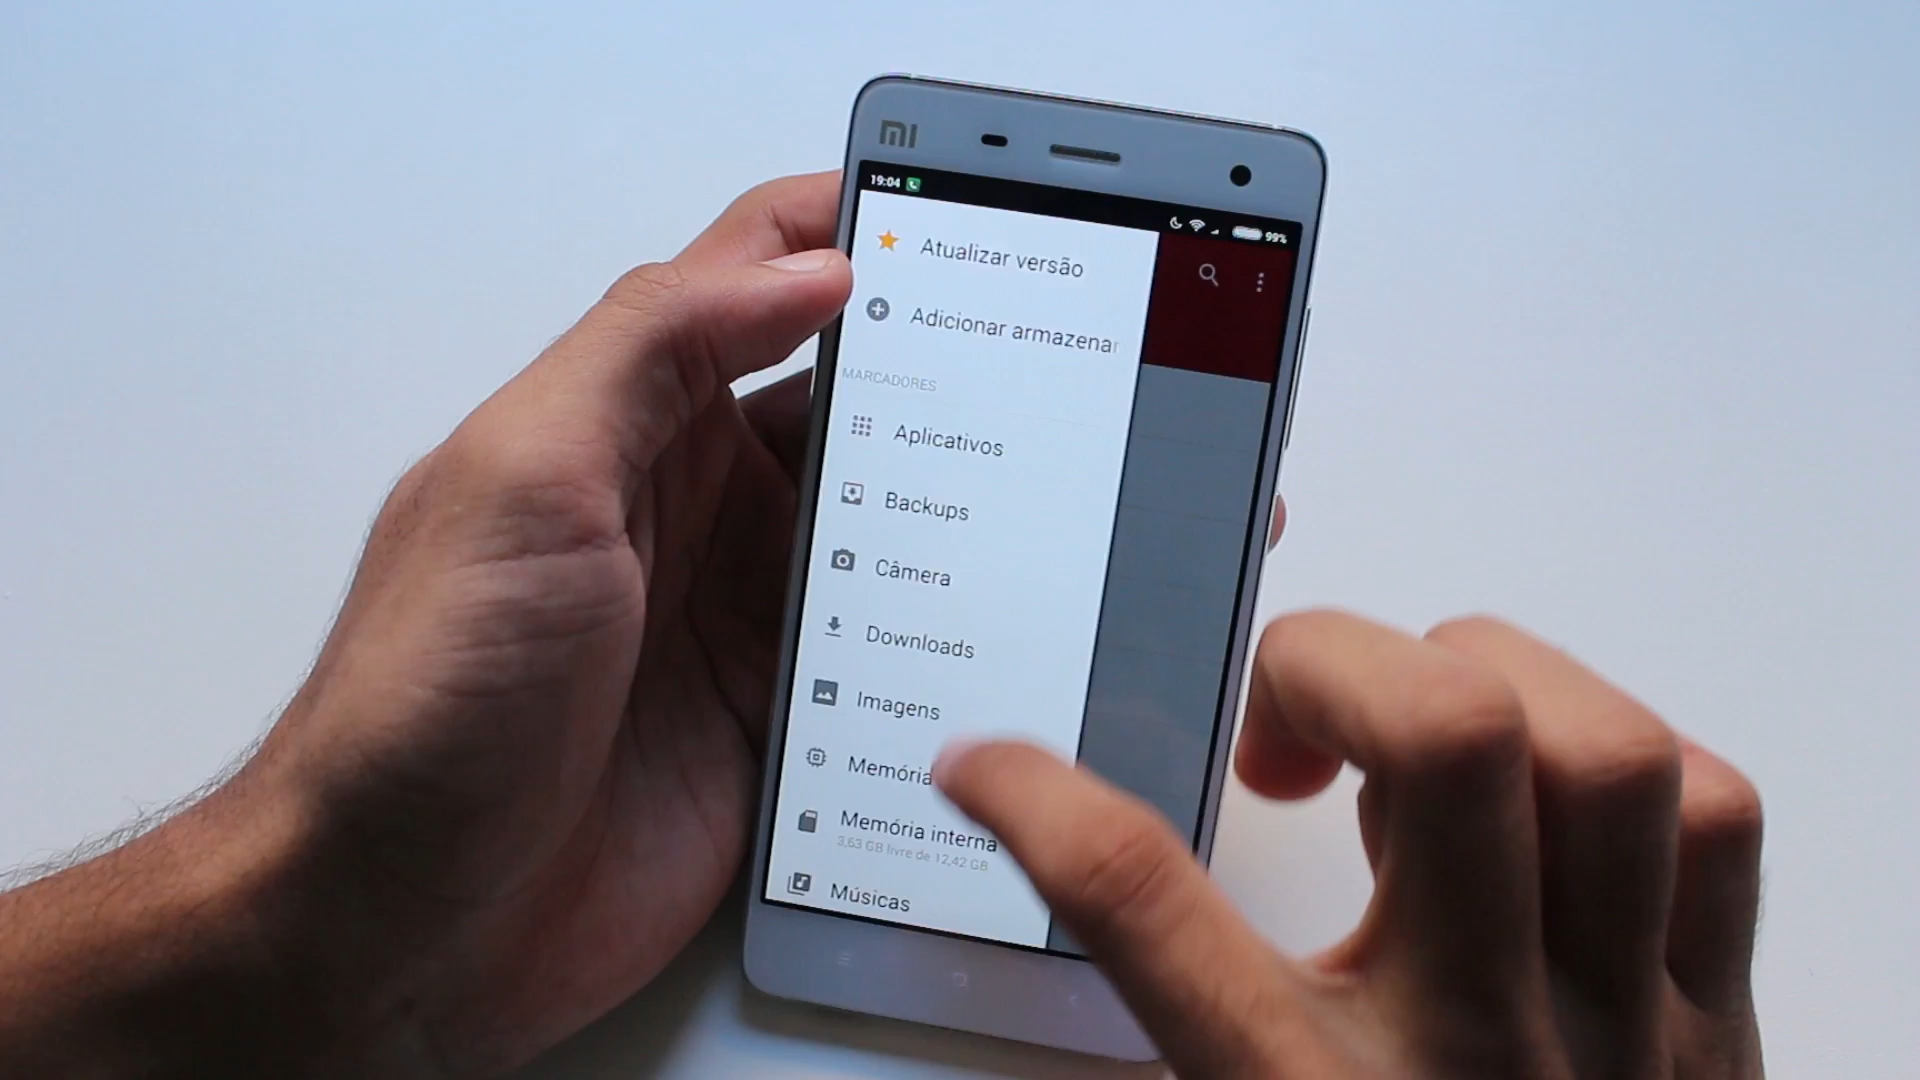 mi
19:04
99%
Atualizar versão
Adicionar armazena
MARCADORES
Aplicativos
Backups
Câmera
Downloads
Imagens
Memória
Memória interna
3,63 GB livre de 12,42 GB
Músicas